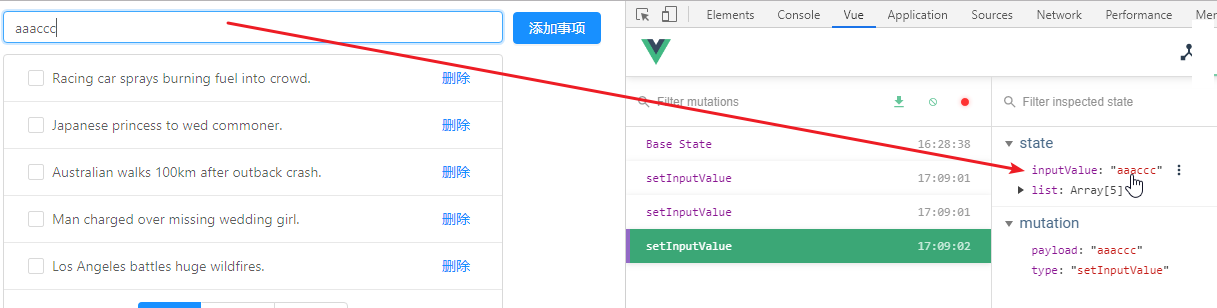 aaaccc
添加事项
Racing car sprays burning fuel into crowd.
删除
Japanese princess to wed commoner.
删除
Australian walks 100km after outback crash.
删除
Man charged over missing wedding girl.
删除
Los Angeles battles huge wildfires.
删除
Elements Console Vue Application Sources Network Performance
Filter mutations
Base State 16:28:38
setInputValue 17:09:01
setInputValue 17:09:01
setInputValue 17:09:02
Filter inspected state
state
inputValue: "aaaccc"
list: Array[5]
mutation
payload: "aaaccc"
type: "setInputValue"